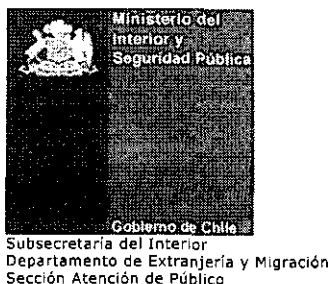 Ministerio del
Interior y
Seguridad Pública
Gobierno de Chile
Subsecretaría del Interior
Departamento de Extranjería y Migración
Sección Atención de Público